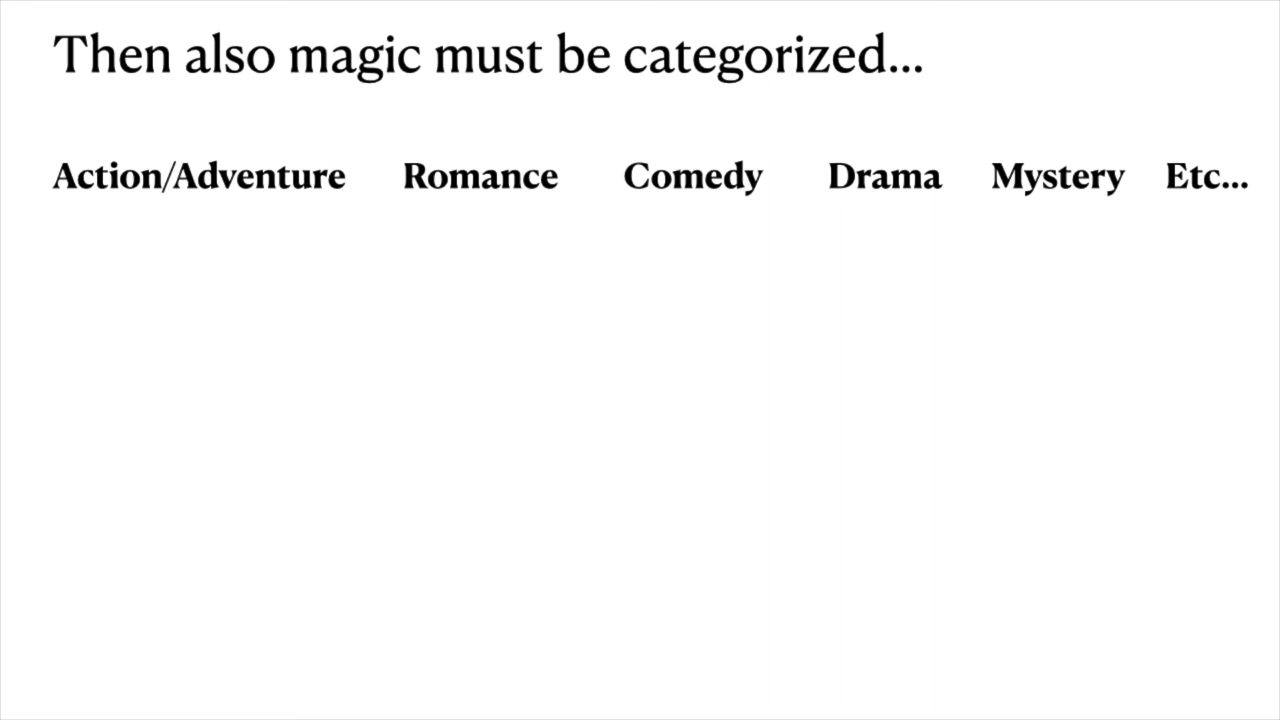 Then also magic must be categorized...
Action/Adventure Romance Comedy Drama Mystery Etc...